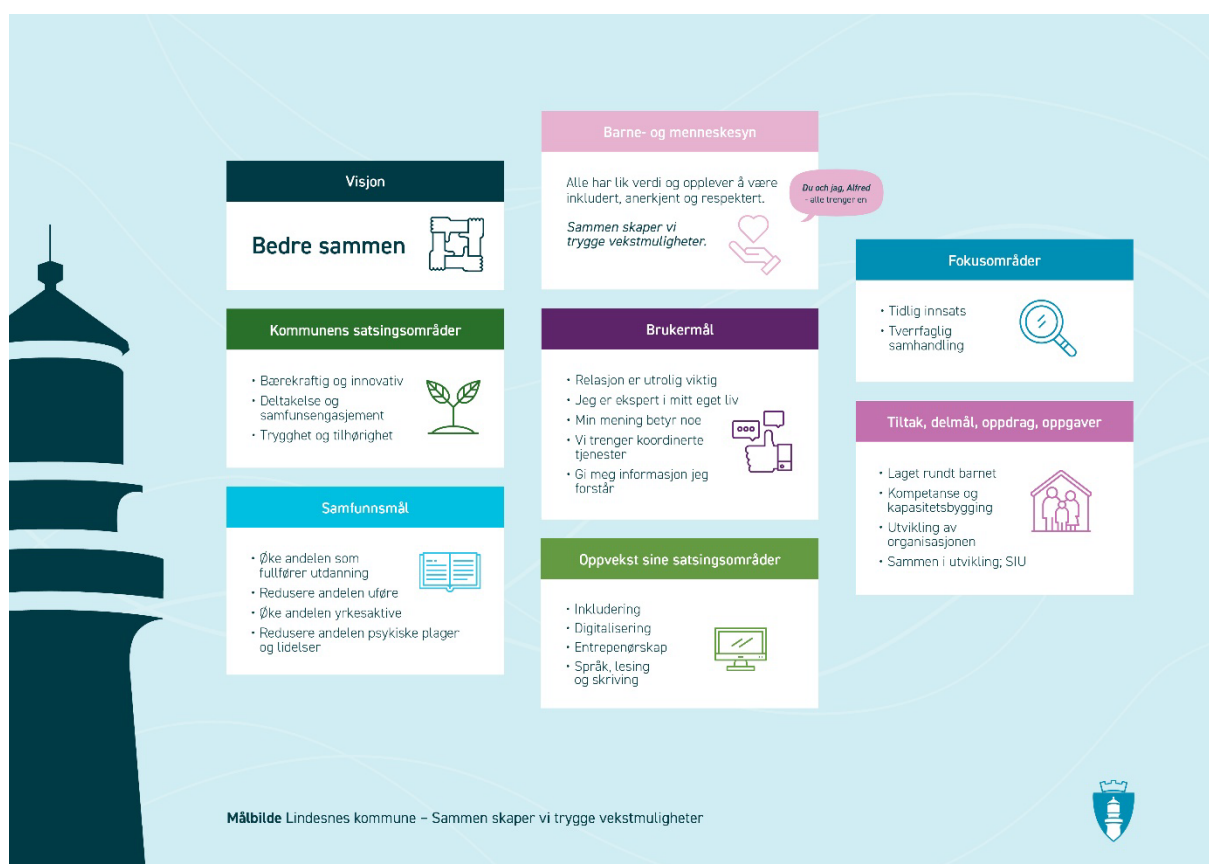 Visjon
Bedre sammen
Kommunens satsingsområder
• Bærekraftig og innovativ
• Deltakelse og
samfunsengasjement
• Trygghet og tilhørighet
Samfunnsmål
• Øke andelen som
fullfører utdanning
• Redusere andelen uføre
• Øke andelen yrkesaktive
• Redusere andelen psykiske plager
og lidelser
Barne- og menneskesyn
Alle har lik verdi og opplever å være
inkludert, anerkjent og respektert.
Sammen skaper vi
trygge vekstmuligheter.
Du och jag, Alfred
- alle trenger en
Brukermål
• Relasjon er utrolig viktig
• Jeg er ekspert i mitt eget liv
• Min mening betyr noe
• Vi trenger koordinerte
tjenester
• Gi meg informasjon jeg
forstår
Oppvekst sine satsingsområder
• Inkludering
• Digitalisering
• Entrepenørskap
• Språk, lesing
og skriving
Fokusområder
• Tidlig innsats
• Tverrfaglig
samhandling
Tiltak, delmål, oppdrag, oppgaver
• Laget rundt barnet
• Kompetanse og
kapasitetsbygging
• Utvikling av
organisasjonen
• Sammen i utvikling; SIU
Målbilde Lindesnes kommune – Sammen skaper vi trygge vekstmuligheter